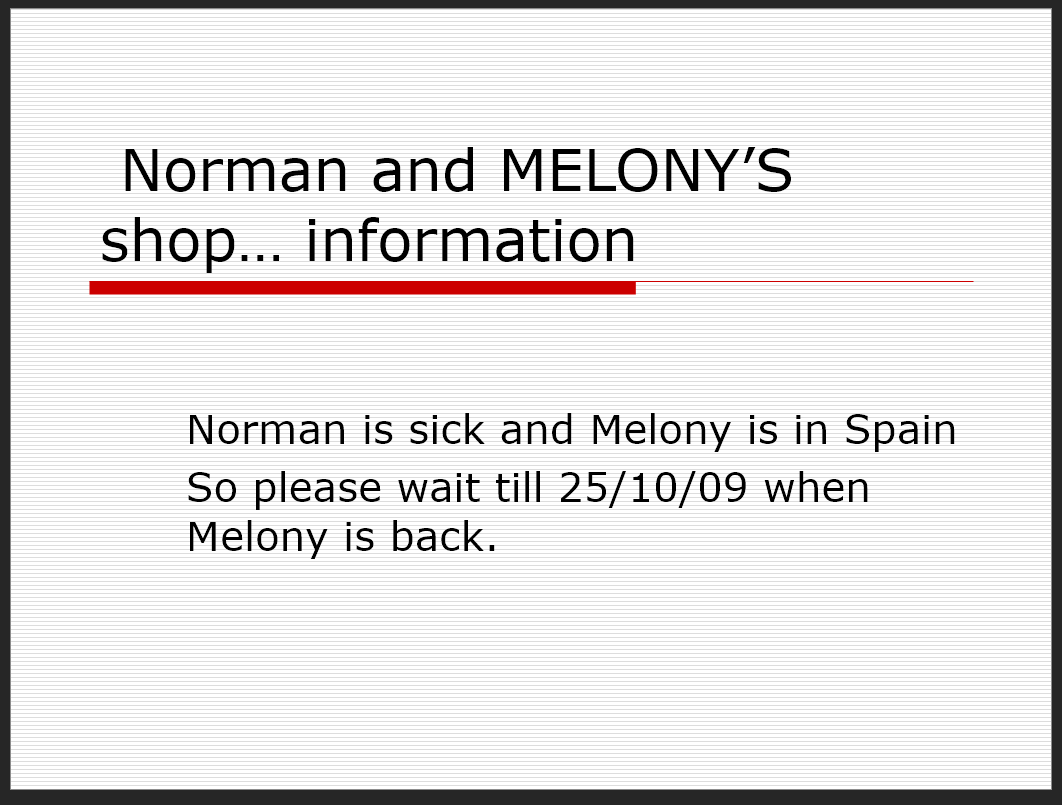 Norman and MELONY’S
shop… information
Norman is sick and Melony is in Spain
So please wait till 25/10/09 when
Melony is back.